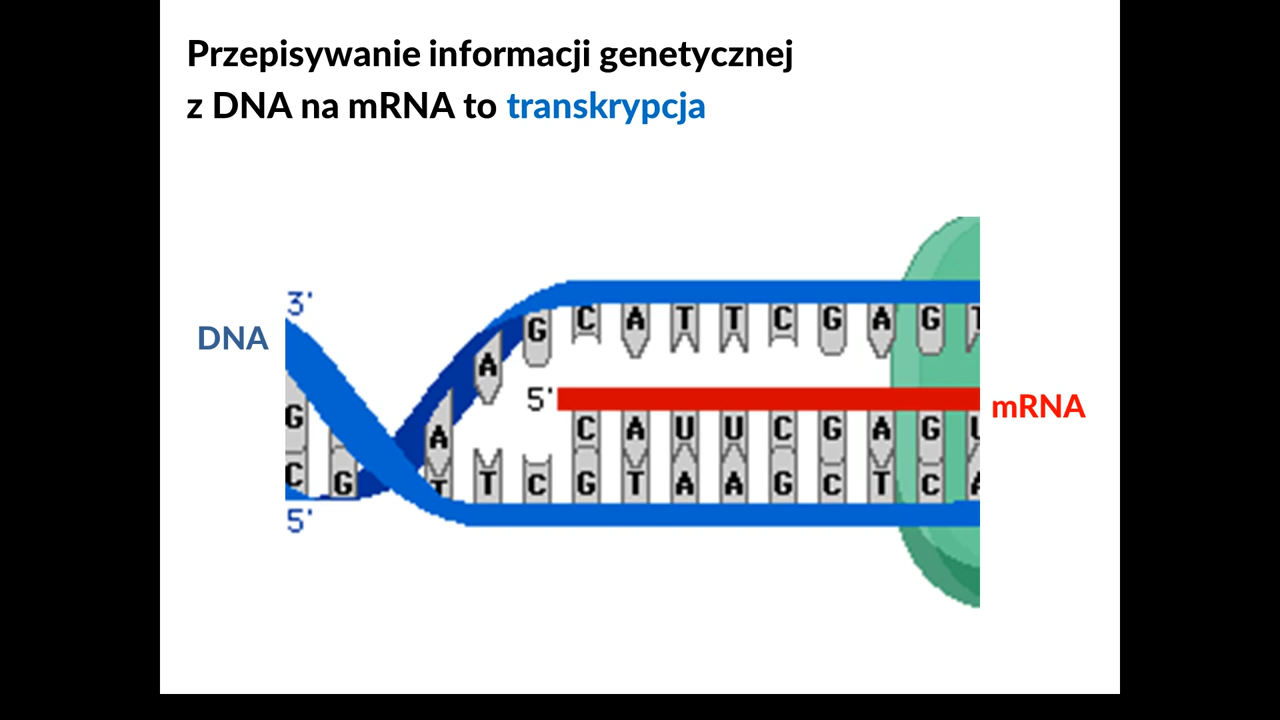 Przepisywanie informacji genetycznej
z DNA na mRNA to transkrypcja
3'
DNA
G C A T T C G A G T
A
A
5'
mRNA
G
C A U U C G A G U
C G T T C G T A A G C T C A
5'